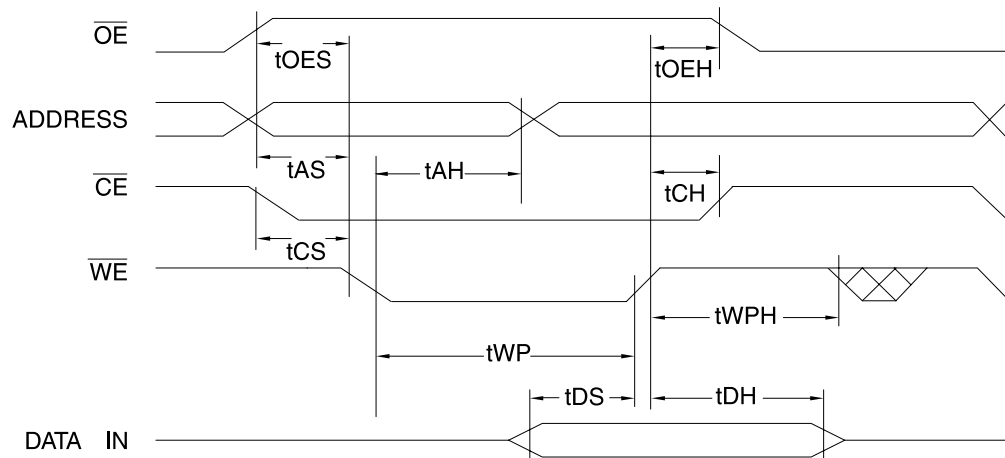 OE
tOES
tOEH
ADDRESS
tAS
tAH
CE
tCH
tCS
WE
tWPH
tWP
tDS
tDH
DATA IN